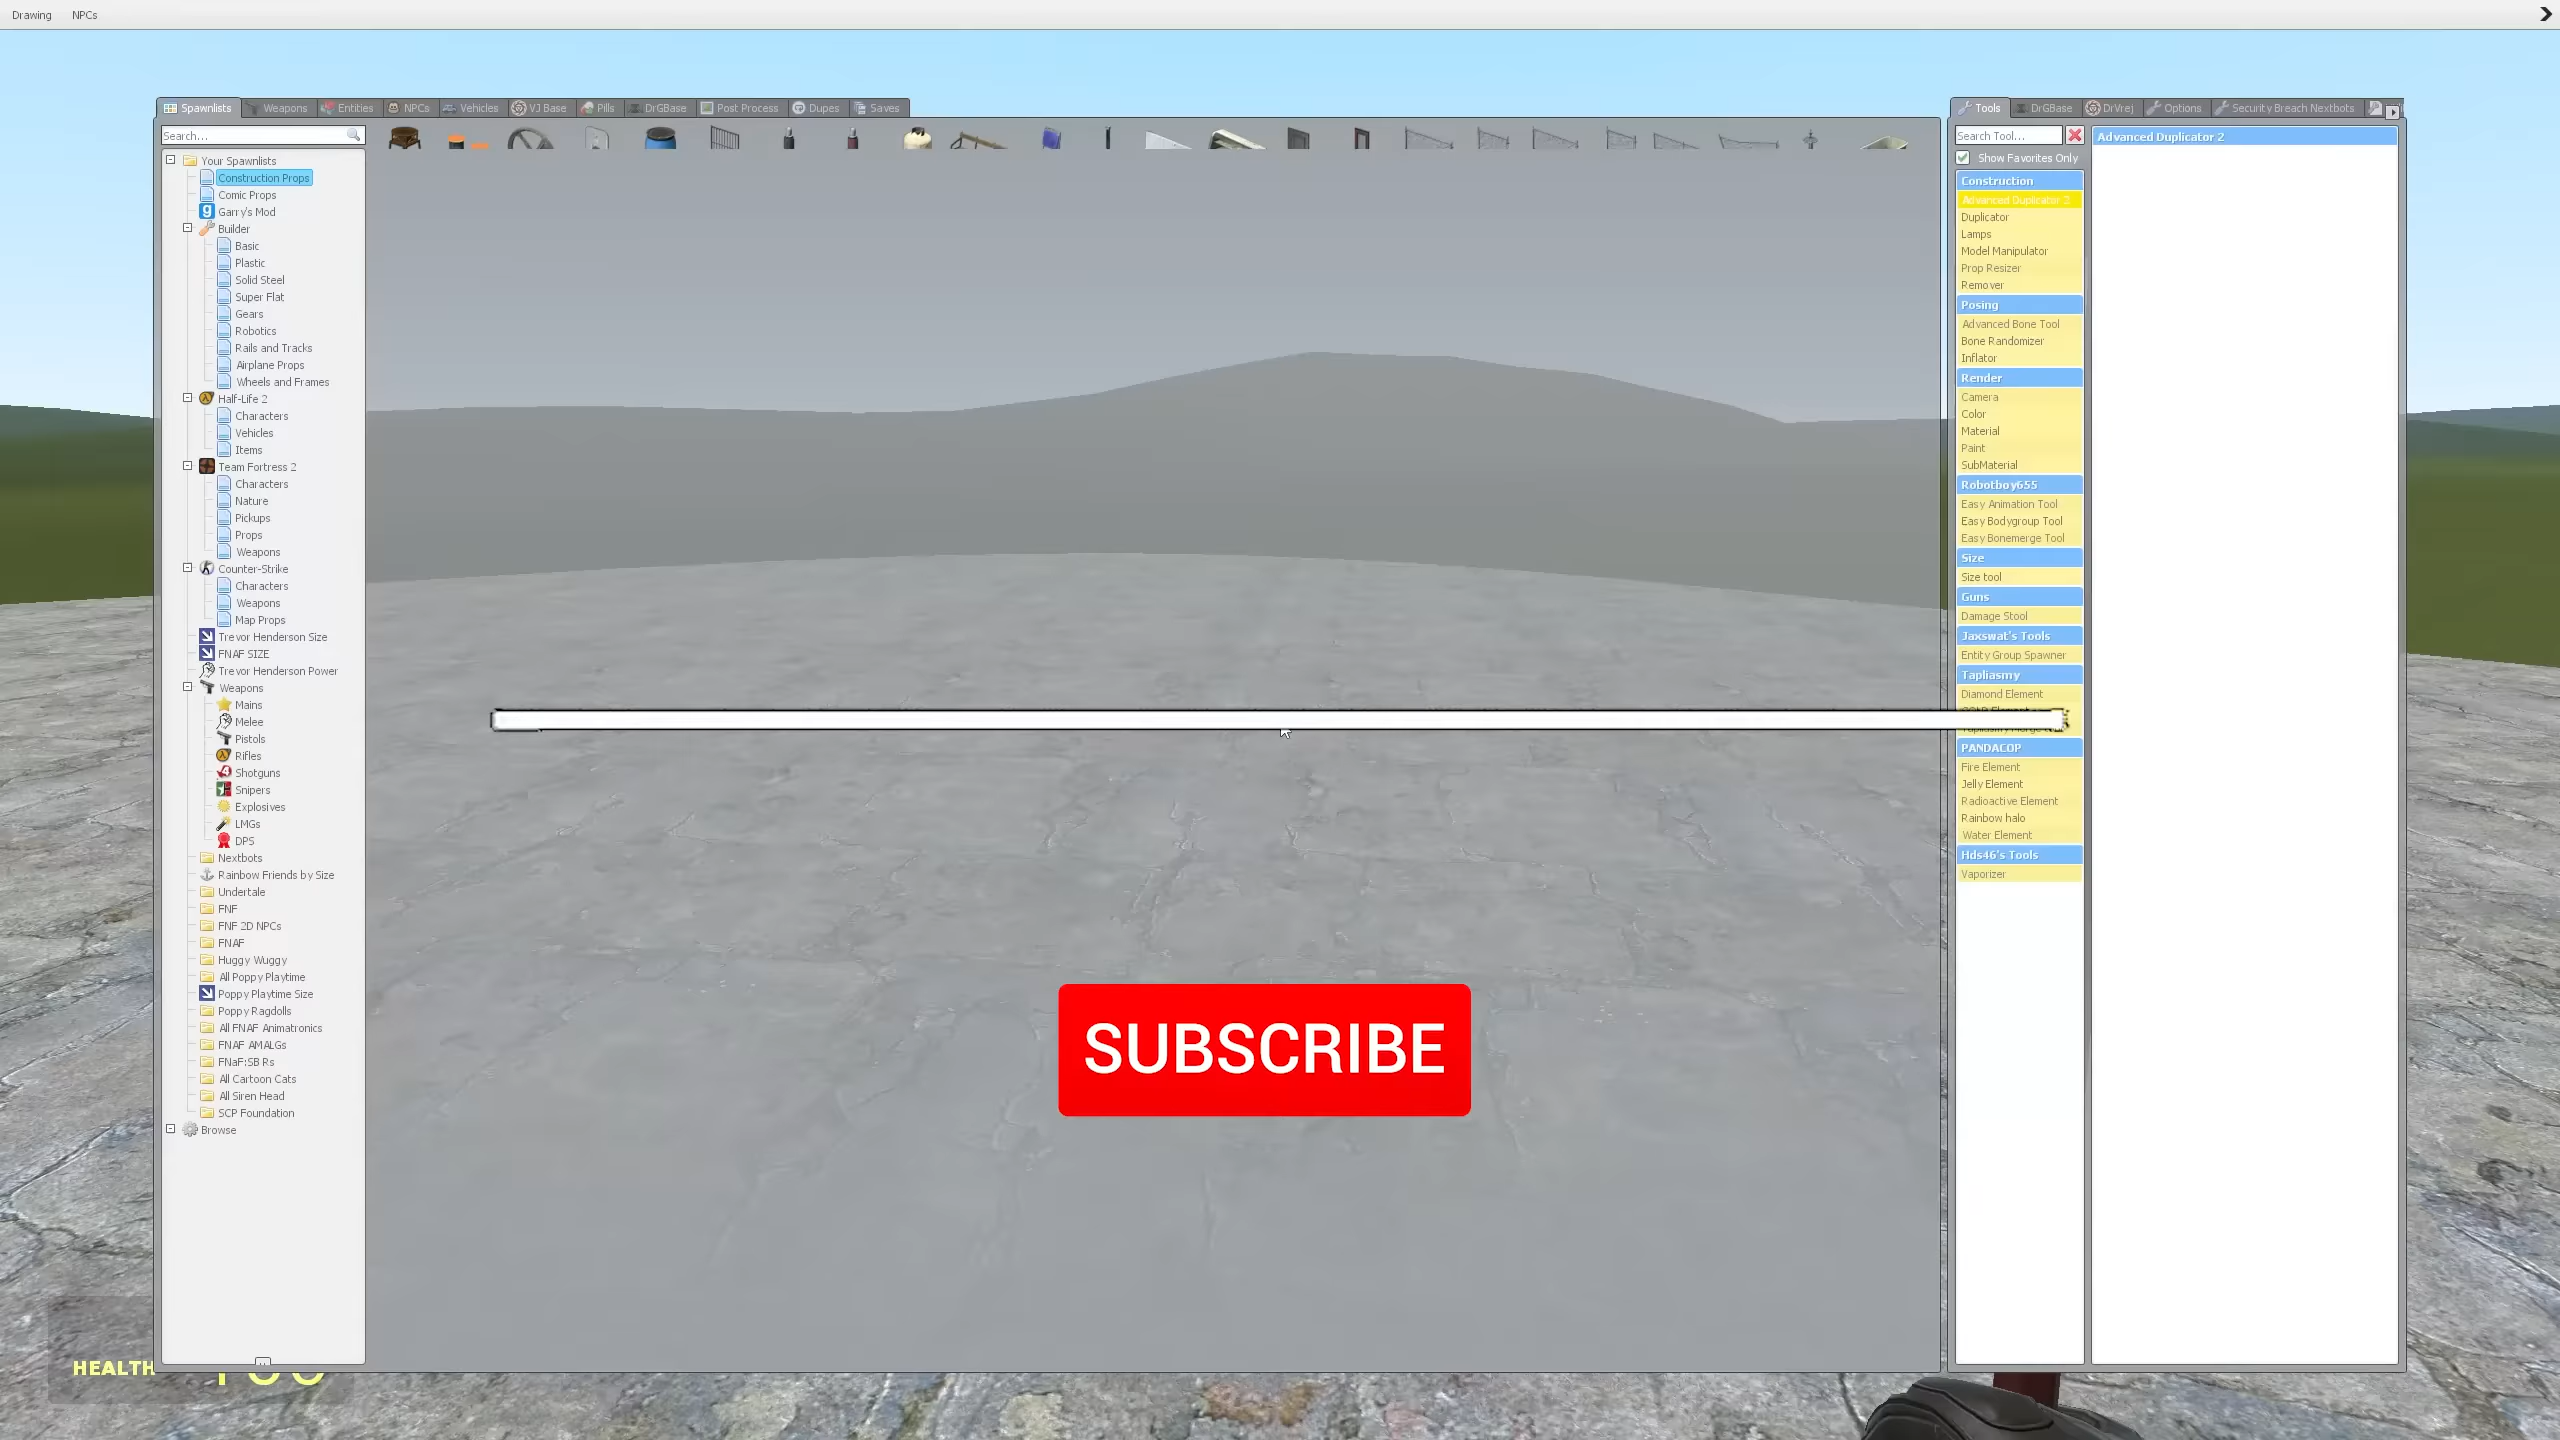 Drawing NPCs
Spawnlists Weapons Entities NPCs Vehicles VJ Base Pills DrGBase Post Process Dupes Saves
Search...
Your Spawnlists
Construction Props
Comic Props
Garry's Mod
Builder
Basic
Plastic
Solid Steel
Super Flat
Gears
Robotics
Rails and Tracks
Airplane Props
Wheels and Frames
Half-Life 2
Characters
Vehicles
Items
Team Fortress 2
Characters
Nature
Pickups
Props
Weapons
Counter-Strike
Characters
Weapons
Map Props
Trevor Henderson Size
FNAF SIZE
Trevor Henderson Power
Weapons
Mains
Melee
Pistols
Rifles
Shotguns
Snipers
Explosives
LMGs
DPS
Nextbots
Rainbow Friends by Size
Undertale
FNF
FNF 2D NPCs
FNAF
Huggy Wuggy
All Poppy Playtime
Poppy Playtime Size
Poppy Ragdolls
All FNAF Animatronics
FNAF AMALGs
FNaF:SB Rs
All Cartoon Cats
All Siren Head
SCP Foundation
Browse
SUBSCRIBE
HEALTH 100
Tools DrGBase DrVrej Options Security Breach Nextbots
Search Tool...
Show Favorites Only
Construction
Advanced Duplicator 2
Duplicator
Lamps
Model Manipulator
Prop Resizer
Remover
Posing
Advanced Bone Tool
Bone Randomizer
Inflator
Render
Camera
Color
Material
Paint
SubMaterial
Robotboy655
Easy Animation Tool
Easy Bodygroup Tool
Easy Bonemerge Tool
Size
Size tool
Guns
Damage Stool
Jaxswat's Tools
Entity Group Spawner
Tapliasmy
Diamond Element
PANDACOP
Fire Element
Jelly Element
Radioactive Element
Rainbow halo
Water Element
Hds46's Tools
Vaporizer
Advanced Duplicator 2